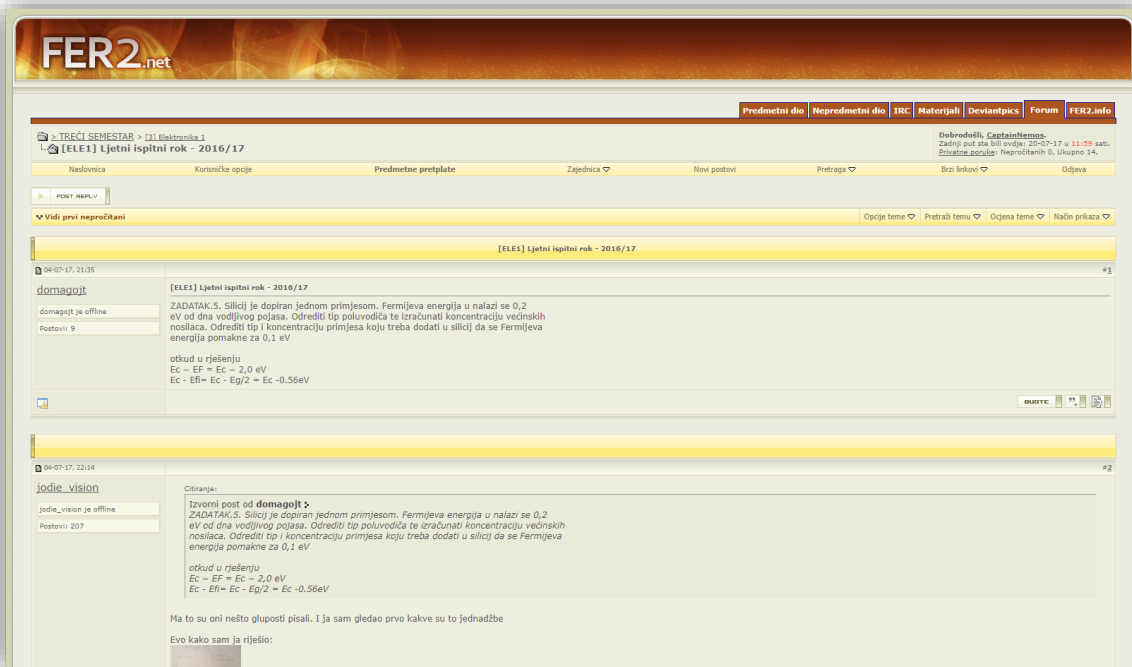 FER2.net
Predmetni dio Nepredmetni dio IRC Materijali Deviantpics Forum FER2.info
> TREĆI SEMESTAR > [3] Elektronika 1
[ELE1] Ljetni ispitni rok - 2016/17
Dobrodošli, CaptainNemos.
Zadnji put ste bili ovdje: 20-07-17 u 11:59 sati.
Privatne poruke: Nepročitanih 0, Ukupno 14.
Naslovnica Korisničke opcije Predmetne pretplate Zajednica Novi postovi Pretraga Brzi linkovi Odjava
POST REPLY
Vidi prvi nepročitani
Opcije teme Pretraži temu Ocjena teme Način prikaza
[ELE1] Ljetni ispitni rok - 2016/17
04-07-17, 21:35 #1
domagojt
domagojt je offline
Postovi: 9
[ELE1] Ljetni ispitni rok - 2016/17
ZADATAK.5. Silicij je dopiran jednom primjesom. Fermijeva energija u nalazi se 0,2
eV od dna vodljivog pojasa. Odrediti tip poluvodiča te izračunati koncentraciju većinskih
nosilaca. Odrediti tip i koncentraciju primjesa koju treba dodati u silicij da se Fermijeva
energija pomakne za 0,1 eV
otkud u rješenju
Ec − EF = Ec − 2,0 eV
Ec - Efi= Ec - Eg/2 = Ec -0.56eV
QUOTE
04-07-17, 22:14 #2
jodie_vision
jodie_vision je offline
Postovi: 207
Citiranje:
Izvorni post od domagojt
ZADATAK.5. Silicij je dopiran jednom primjesom. Fermijeva energija u nalazi se 0,2
eV od dna vodljivog pojasa. Odrediti tip poluvodiča te izračunati koncentraciju većinskih
nosilaca. Odrediti tip i koncentraciju primjesa koju treba dodati u silicij da se Fermijeva
energija pomakne za 0,1 eV
otkud u rješenju
Ec − EF = Ec − 2,0 eV
Ec - Efi= Ec - Eg/2 = Ec -0.56eV
Ma to su oni nešto gluposti pisali. I ja sam gledao prvo kakve su to jednadžbe
Evo kako sam ja riješio: